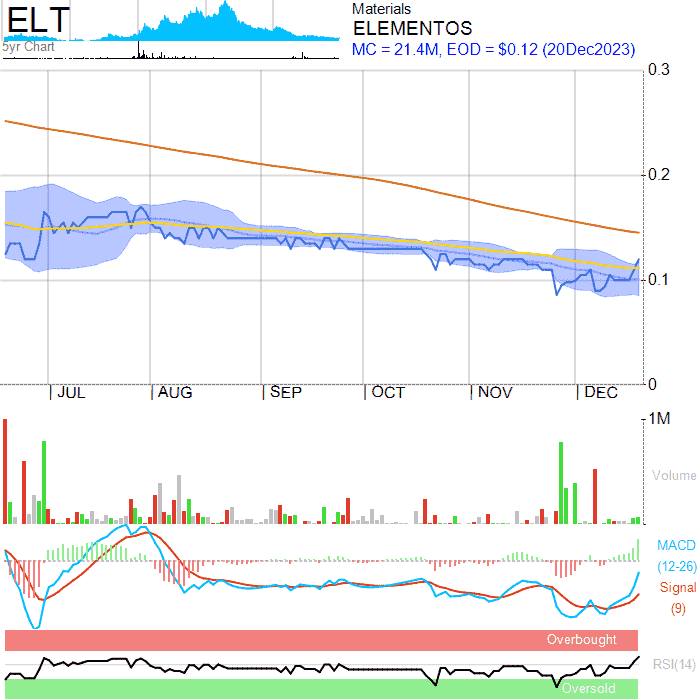 ELT
5yr Chart
Materials
ELEMENTOS
MC = 21.4M, EOD = $0.12 (20Dec2023)
0.3
0.2
0.1
0
JUL AUG SEP OCT NOV DEC
1M
Volume
MACD
(12-26)
Signal
(9)
Overbought
RSI(14)
Oversold